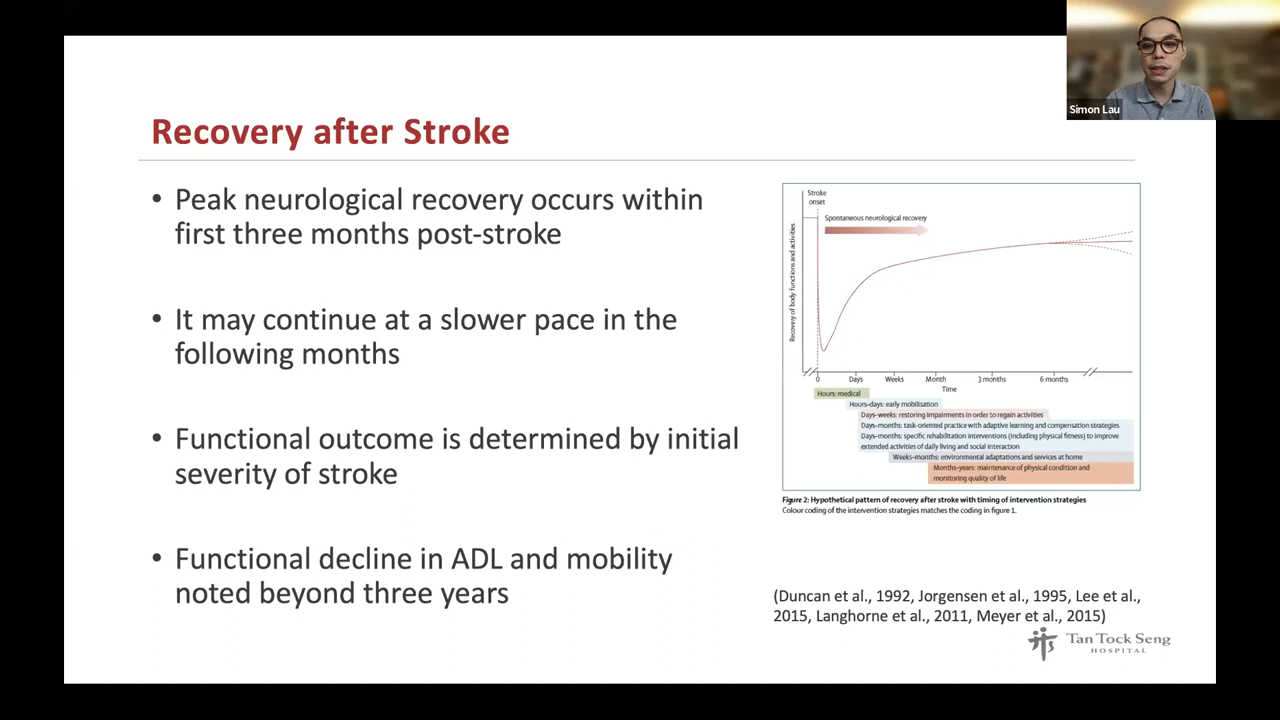 Simon Lau
Recovery after Stroke
• Peak neurological recovery occurs within
first three months post-stroke
• It may continue at a slower pace in the
following months
• Functional outcome is determined by initial
severity of stroke
• Functional decline in ADL and mobility
noted beyond three years
Stroke
onset
Spontaneous neurological recovery
Recovery of body functions and activities
0 Days Weeks Month 3 months 6 months
Time
Hours: medical
Hours-days: early mobilisation
Days-weeks: restoring impairments in order to regain activities
Days-months: task-oriented practice with adaptive learning and compensation strategies
Days-months: specific rehabilitation interventions (including physical fitness) to improve
extended activities of daily living and social interaction
Weeks-months: environmental adaptations and services at home
Months-years: maintenance of physical condition and
monitoring quality of life
Figure 2: Hypothetical pattern of recovery after stroke with timing of intervention strategies
Colour coding of the intervention strategies matches the coding in figure 1.
(Duncan et al., 1992, Jorgensen et al., 1995, Lee et al.,
2015, Langhorne et al., 2011, Meyer et al., 2015)
Tan Tock Seng
HOSPITAL